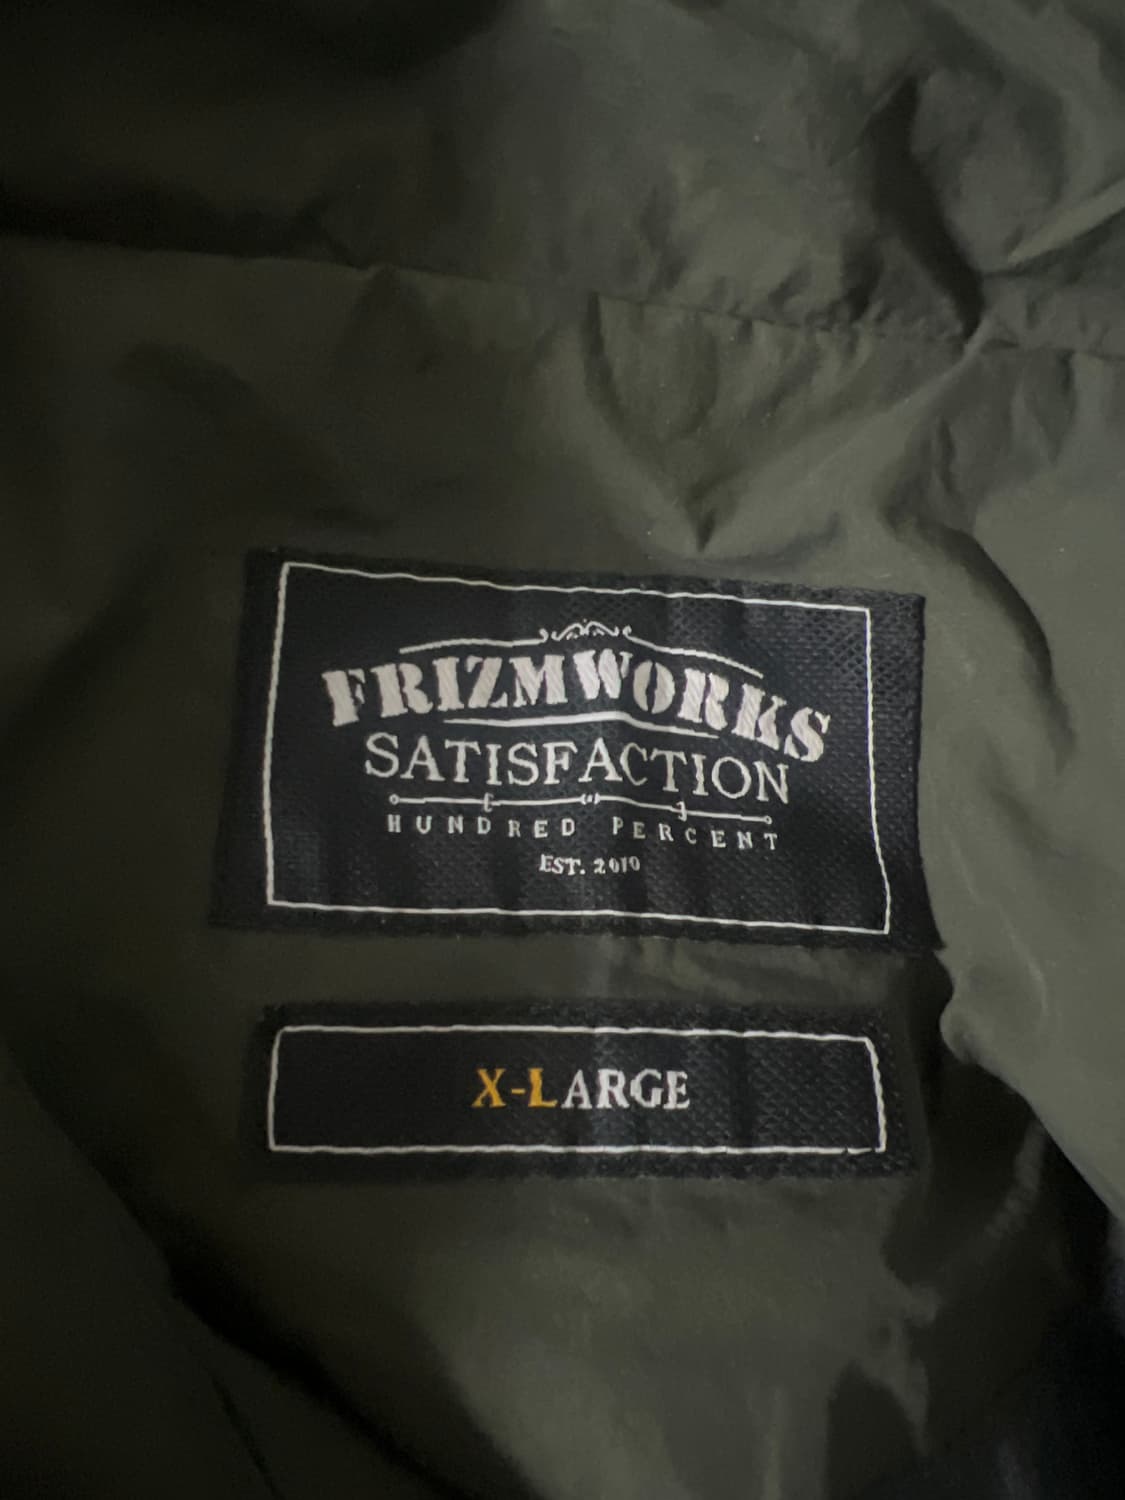 FRIZMWORKS
SATISFACTION
HUNDRED PERCENT
EST. 2010
X-LARGE